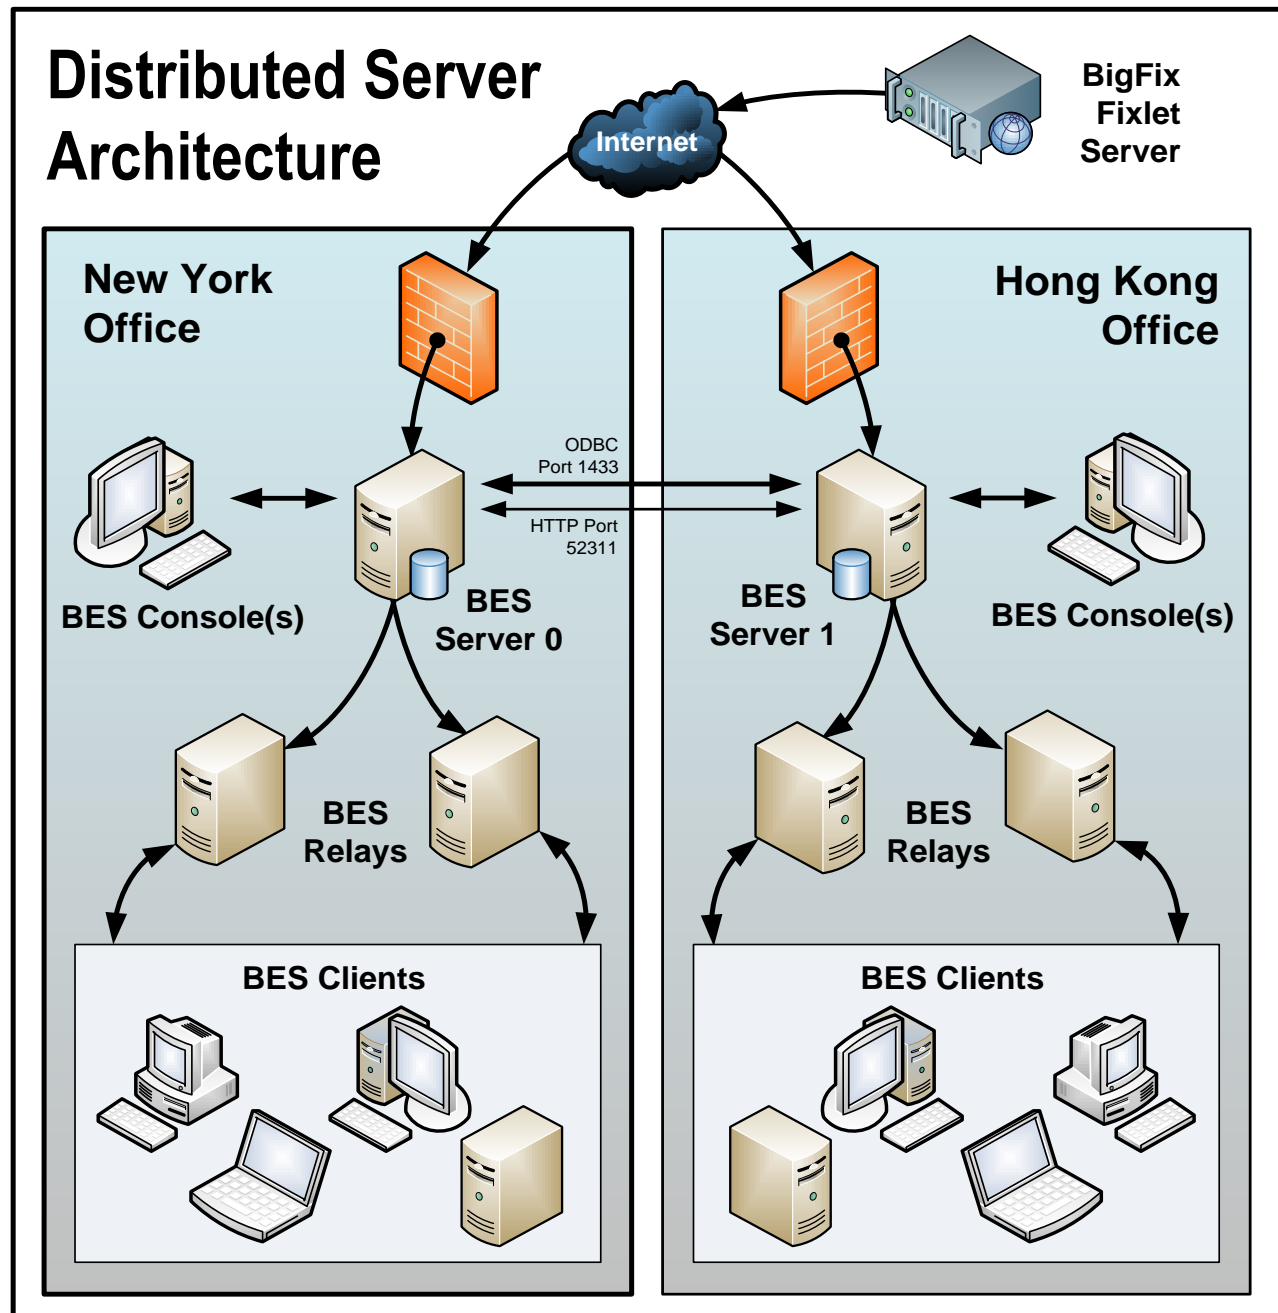 Distributed Server
Architecture
BigFix
Fixlet
Server
Internet
New York
Office
Hong Kong
Office
ODBC
Port 1433
HTTP Port
52311
BES Console(s)
BES
Server 0
BES
Server 1
BES Console(s)
BES
Relays
BES
Relays
BES Clients
BES Clients